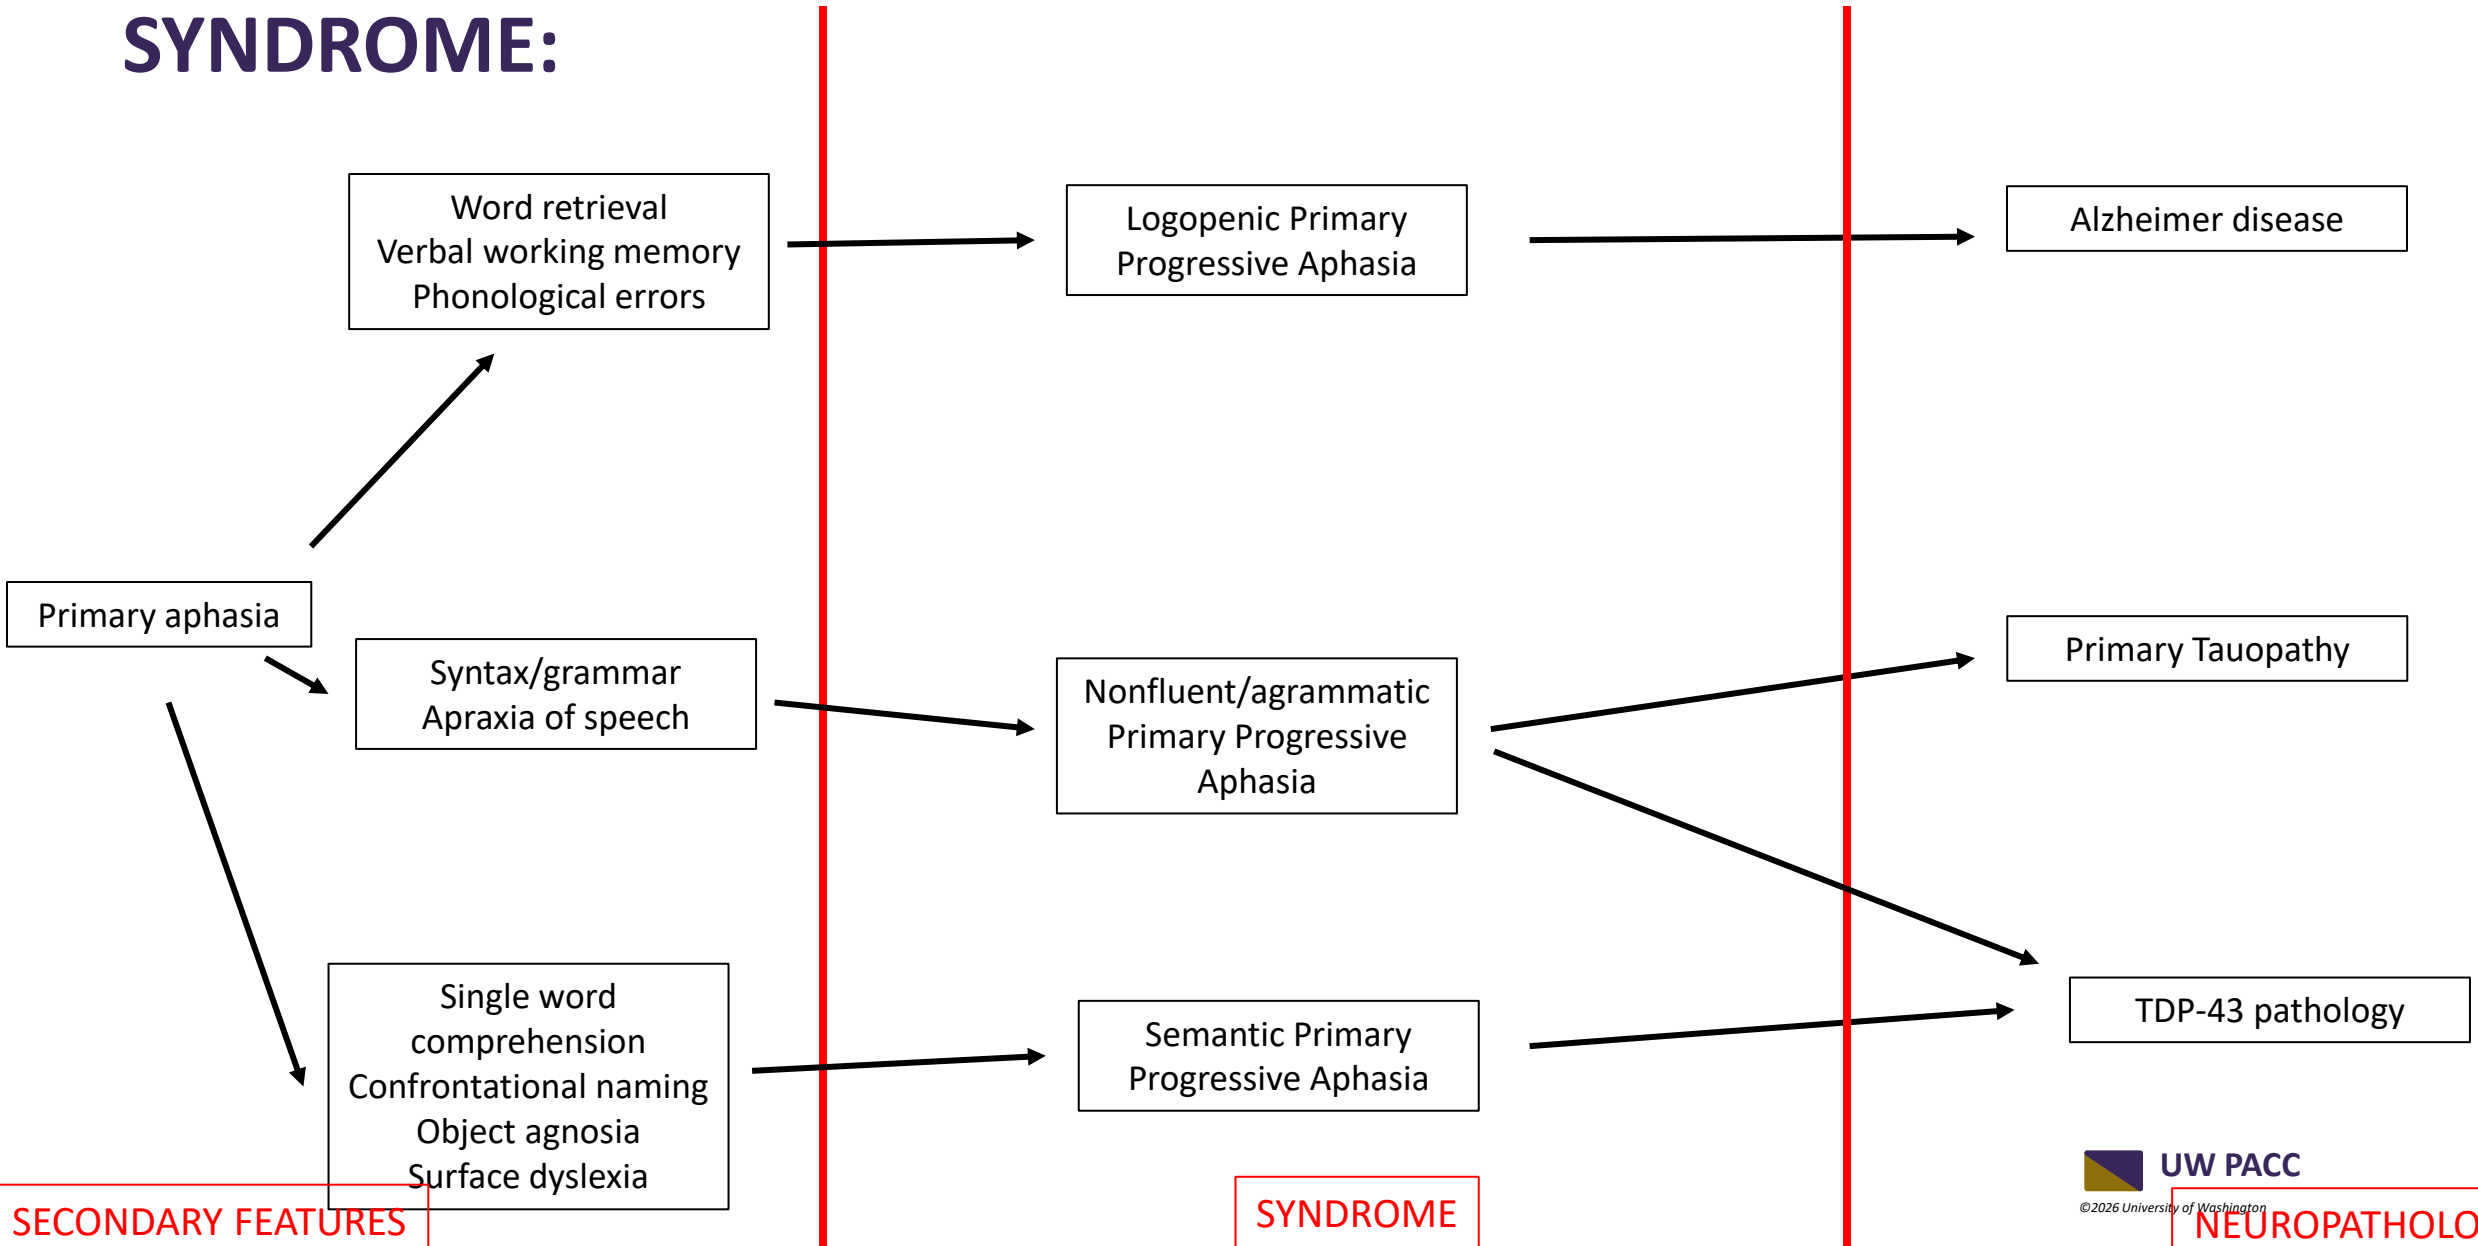 SYNDROME:
Word retrieval
Verbal working memory
Phonological errors
Logopenic Primary
Progressive Aphasia
Alzheimer disease
Primary aphasia
Syntax/grammar
Apraxia of speech
Nonfluent/agrammatic
Primary Progressive
Aphasia
Primary Tauopathy
Single word
comprehension
Confrontational naming
Object agnosia
Surface dyslexia
Semantic Primary
Progressive Aphasia
TDP-43 pathology
UW PACC
©2026 University of Washington
SECONDARY FEATURES
SYNDROME
NEUROPATHOLO